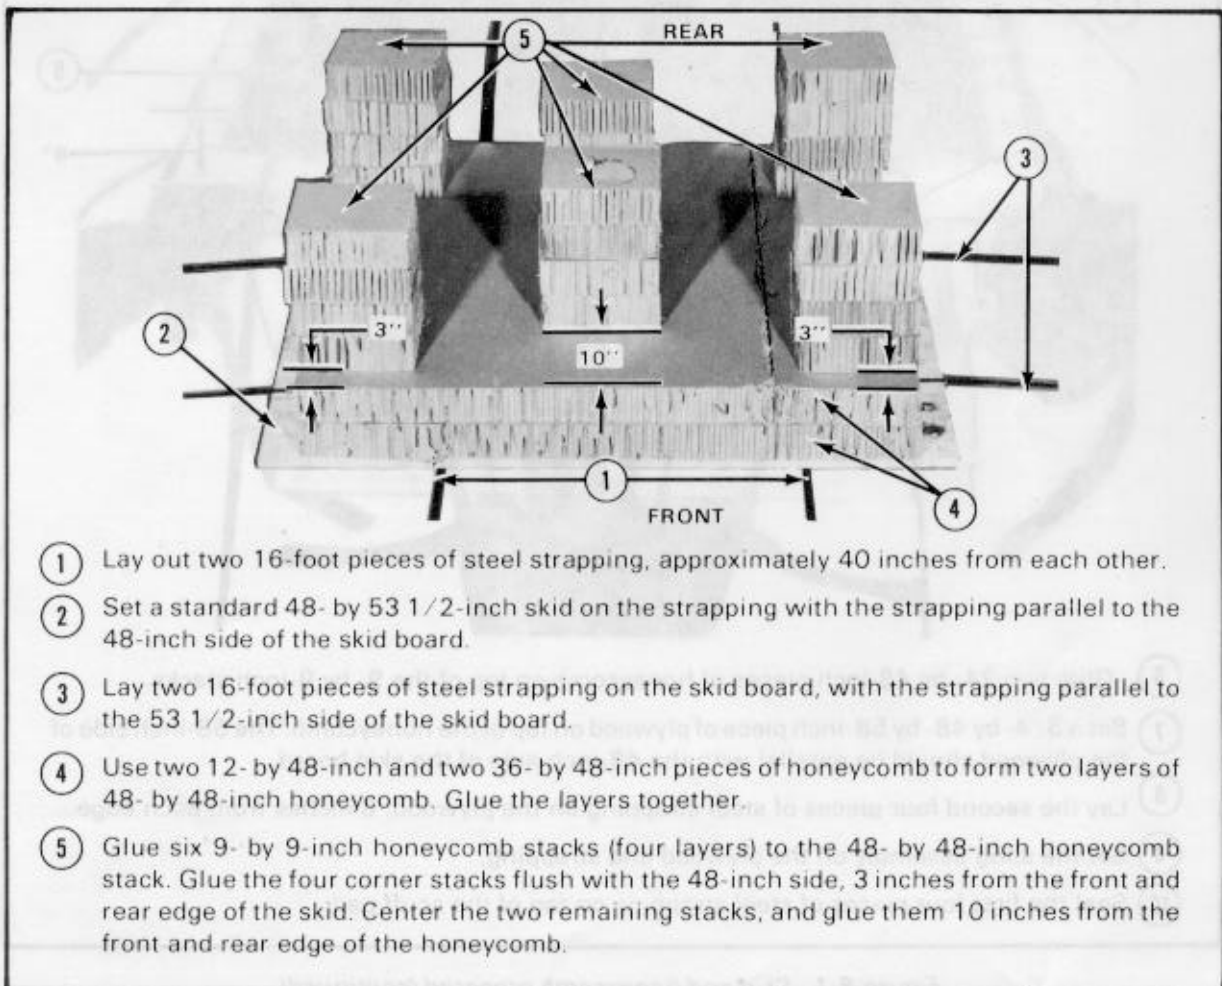 5
REAR
3
2
3''
3''
10''
1
4
FRONT
1 Lay out two 16-foot pieces of steel strapping, approximately 40 inches from each other.
2 Set a standard 48- by 53 1/2-inch skid on the strapping with the strapping parallel to the
48-inch side of the skid board.
3 Lay two 16-foot pieces of steel strapping on the skid board, with the strapping parallel to
the 53 1/2-inch side of the skid board.
4 Use two 12- by 48-inch and two 36- by 48-inch pieces of honeycomb to form two layers of
48- by 48-inch honeycomb. Glue the layers together.
5 Glue six 9- by 9-inch honeycomb stacks (four layers) to the 48- by 48-inch honeycomb
stack. Glue the four corner stacks flush with the 48-inch side, 3 inches from the front and
rear edge of the skid. Center the two remaining stacks, and glue them 10 inches from the
front and rear edge of the honeycomb.